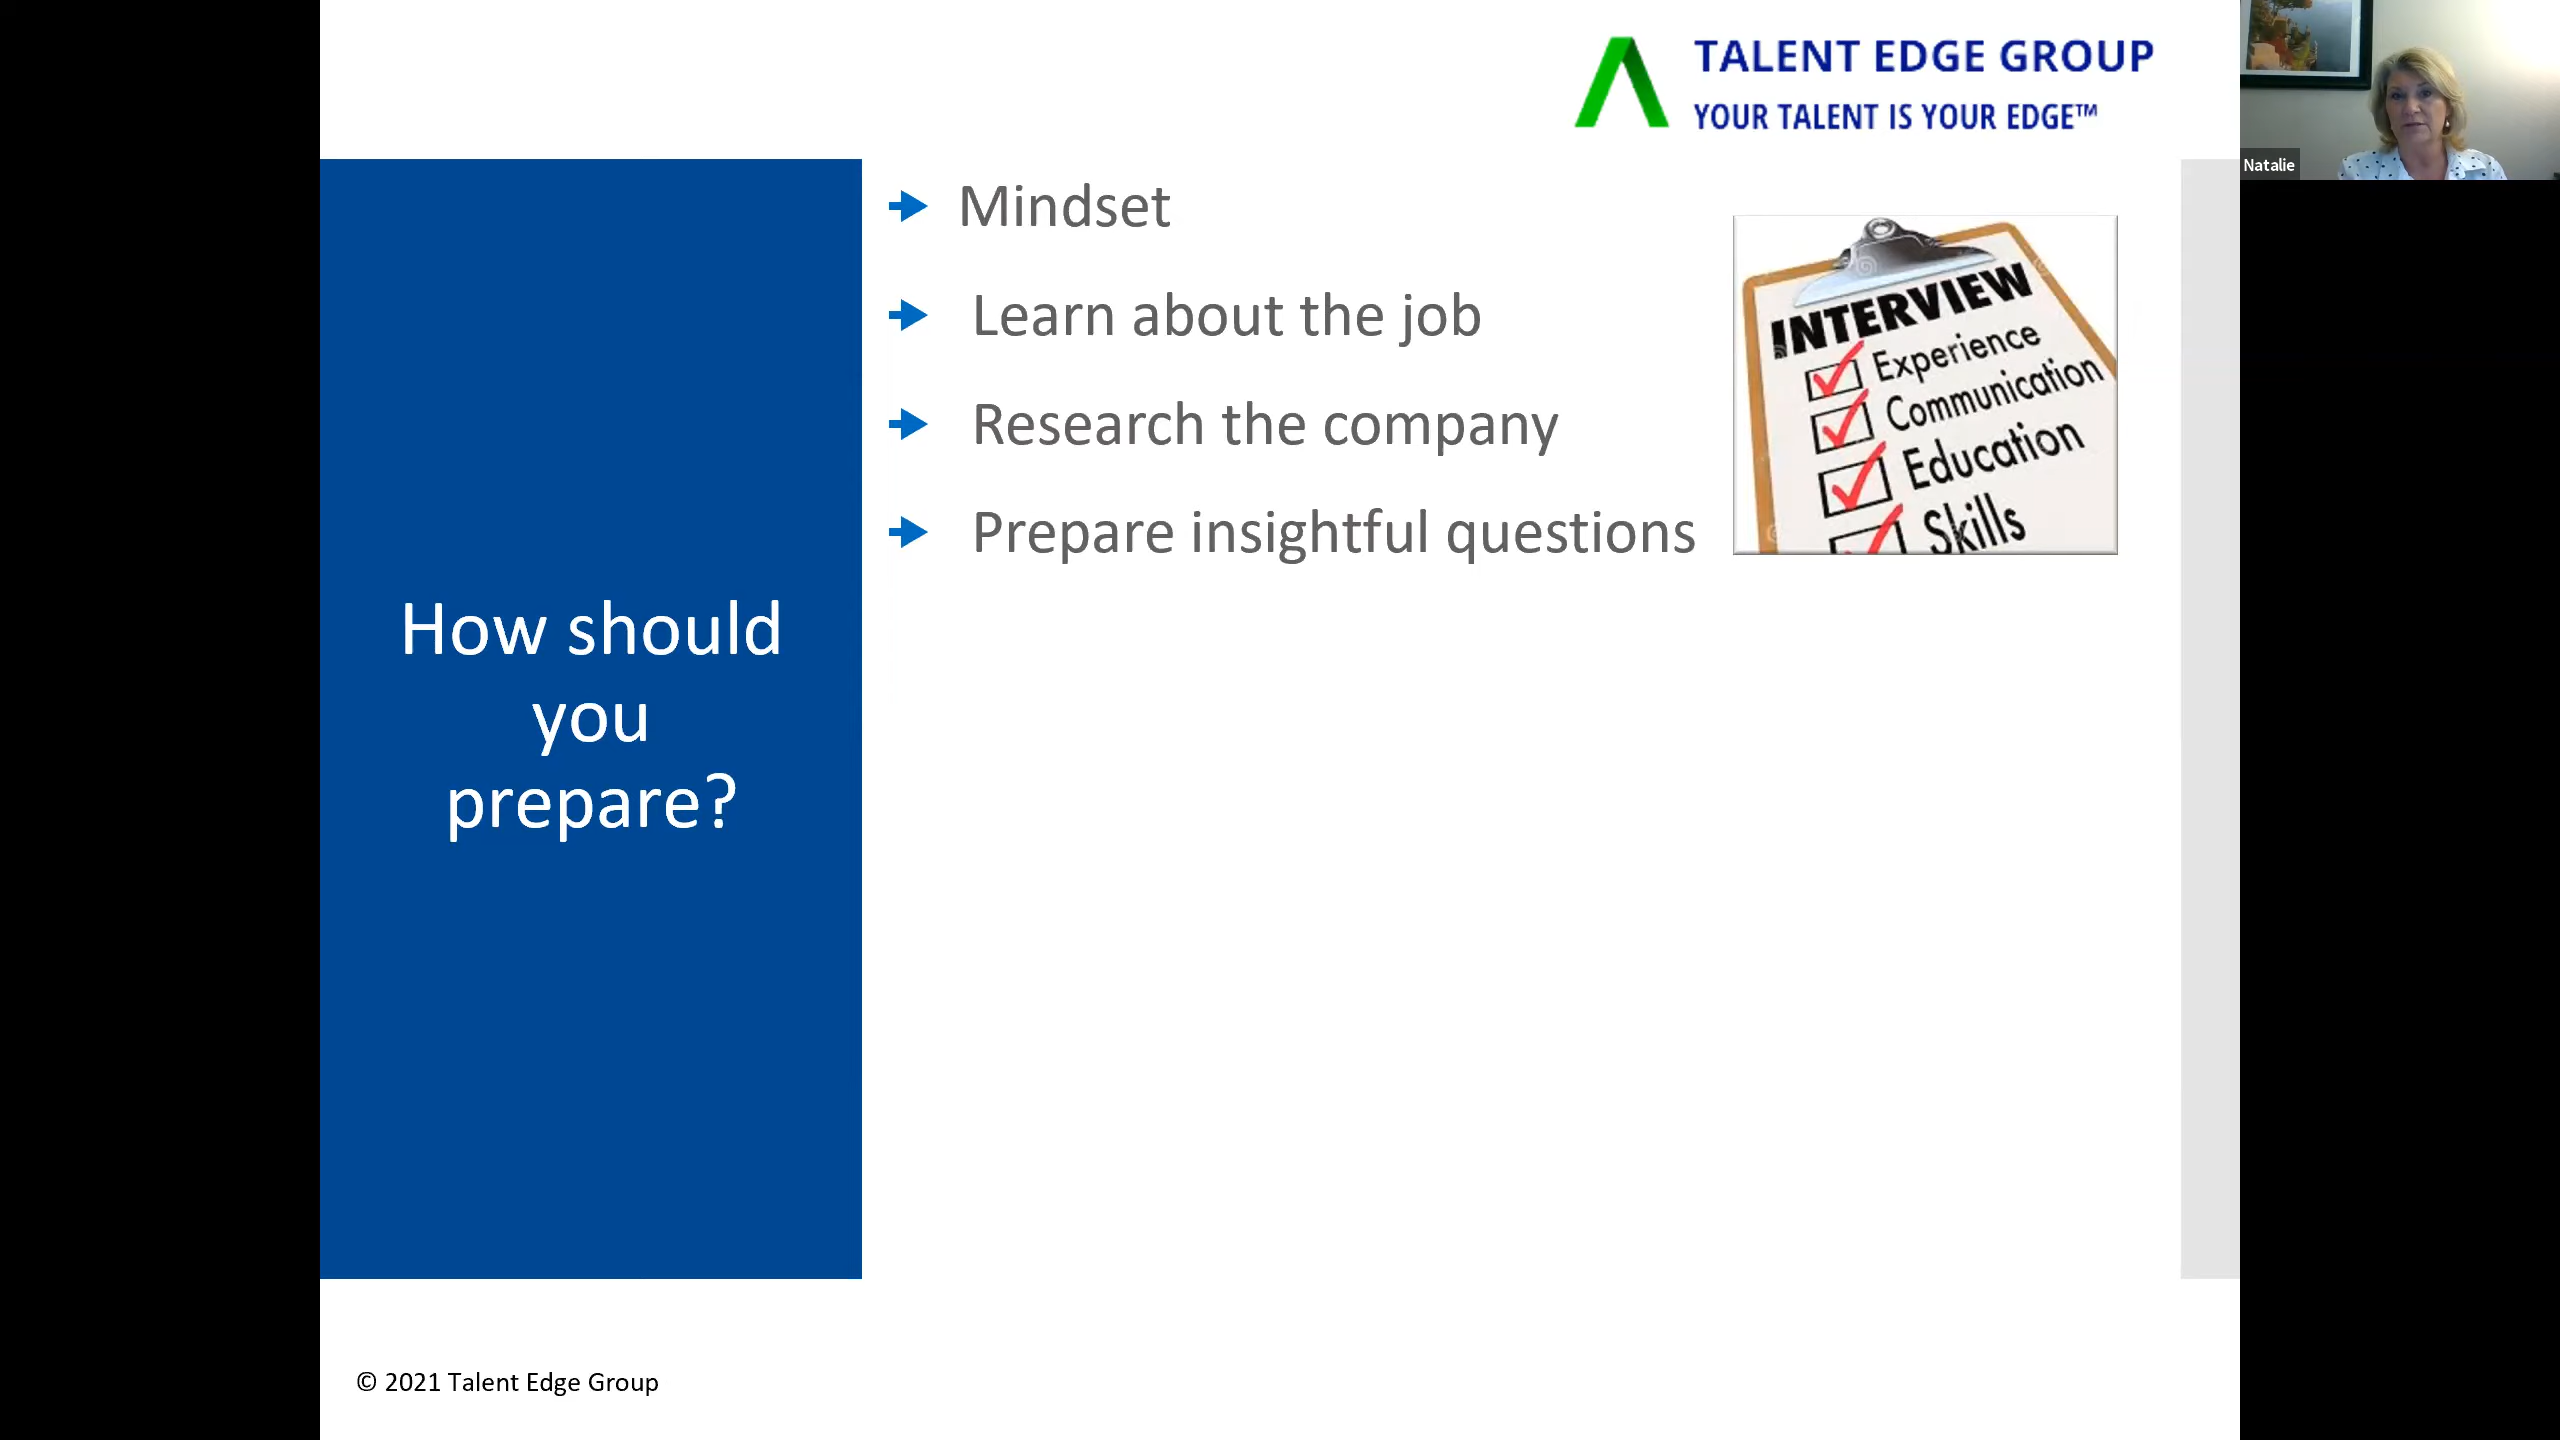 TALENT EDGE GROUP
YOUR TALENT IS YOUR EDGE™
Natalie
How should
you
prepare?
Mindset
Learn about the job
Research the company
Prepare insightful questions
INTERVIEW
Experience
Communication
Education
Skills
© 2021 Talent Edge Group